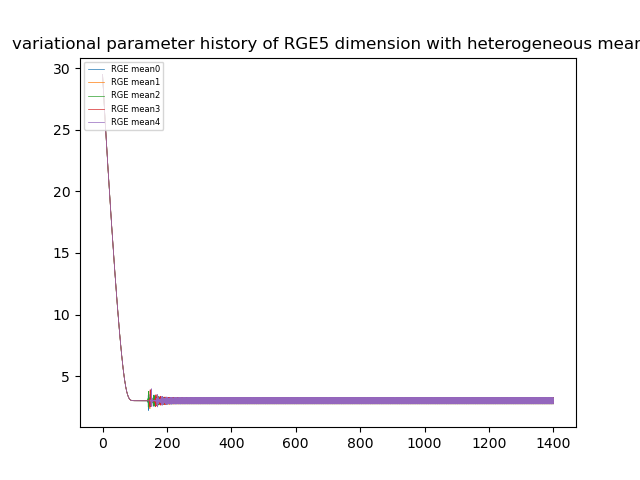 variational parameter history of RGE5 dimension with heterogeneous mean
30
25
20
15
10
5
RGE mean0
RGE mean1
RGE mean2
RGE mean3
RGE mean4
0 200 400 600 800 1000 1200 1400